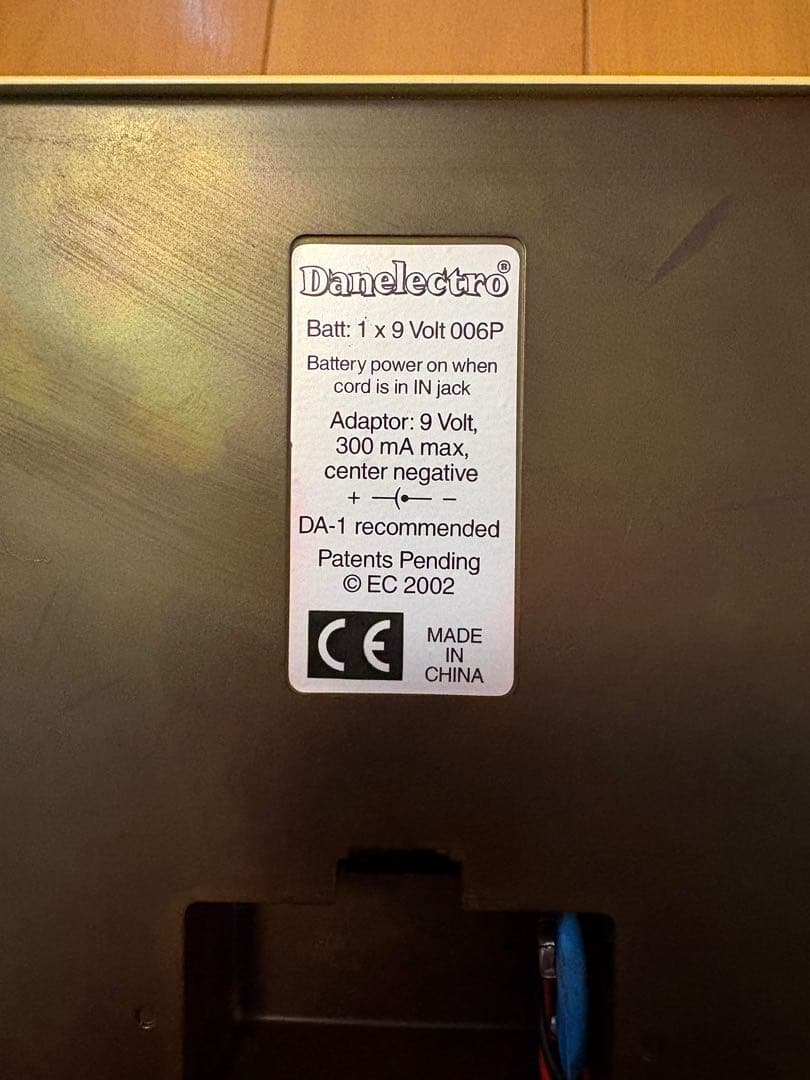 Danelectro®
Batt: 1 x 9 Volt 006P
Battery power on when
cord is in IN jack
Adaptor: 9 Volt,
300 mA max,
center negative
+ −
DA-1 recommended
Patents Pending
© EC 2002
CE
MADE
IN
CHINA